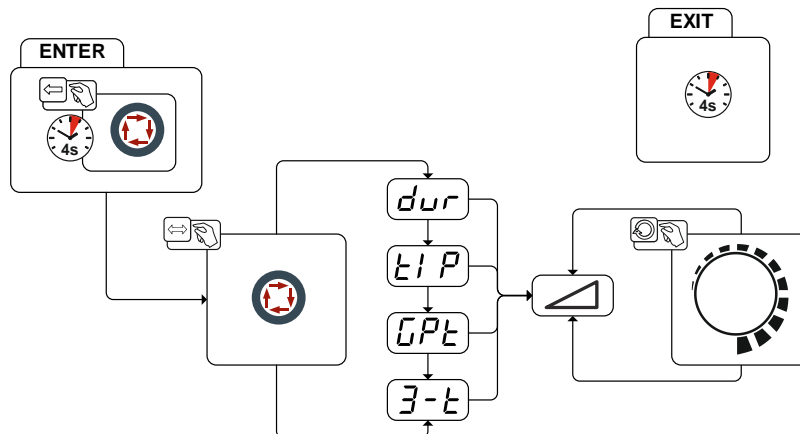 ENTER
EXIT
4s
4s
dur
tIP
GPt
3-t